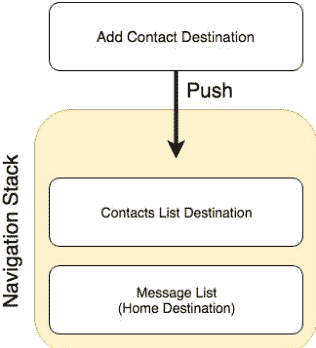 Add Contact Destination
Push
Navigation Stack
Contacts List Destination
Message List
(Home Destination)